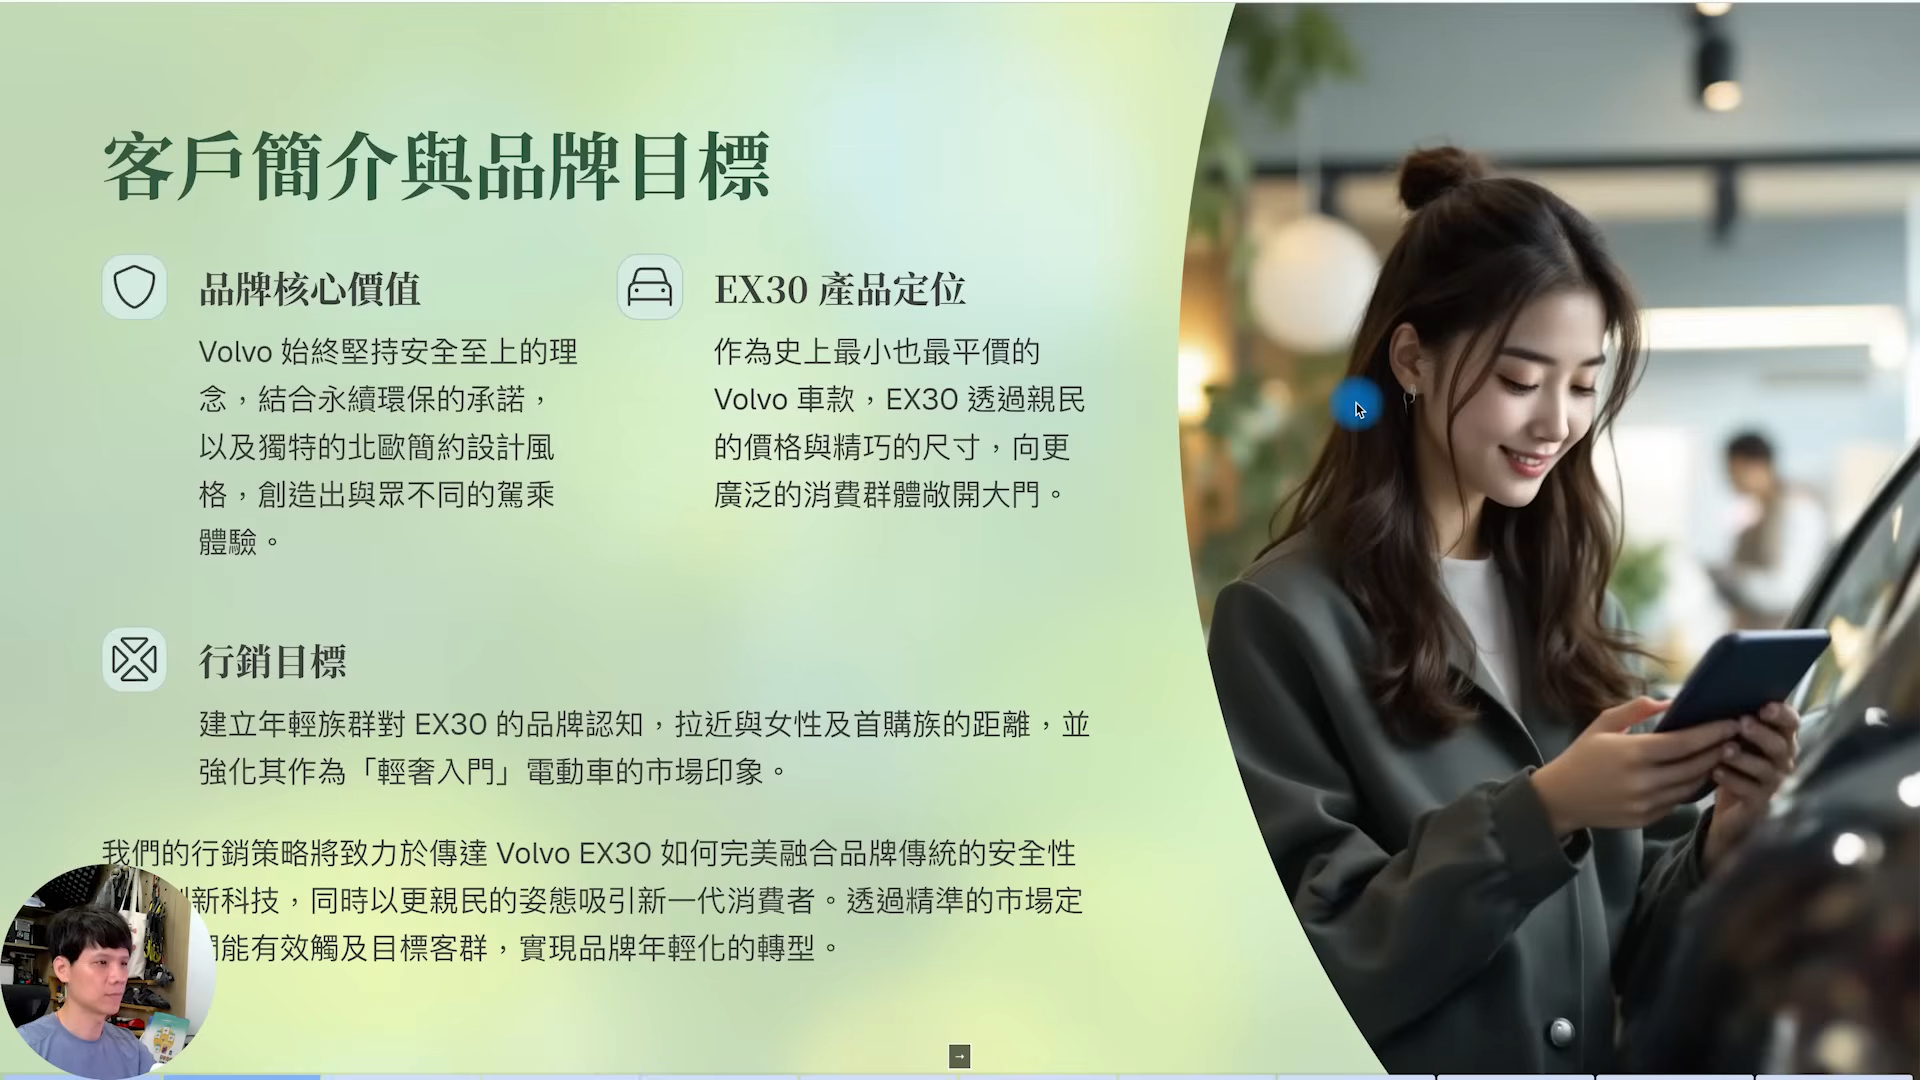 客戶簡介與品牌目標
品牌核心價值
Volvo 始終堅持安全至上的理
念，結合永續環保的承諾，
以及獨特的北歐簡約設計風
格，創造出與眾不同的駕乘
體驗。
EX30 產品定位
作為史上最小也最平價的
Volvo 車款，EX30 透過親民
的價格與精巧的尺寸，向更
廣泛的消費群體敞開大門。
行銷目標
建立年輕族群對 EX30 的品牌認知，拉近與女性及首購族的距離，並
強化其作為「輕奢入門」電動車的市場印象。
我們的行銷策略將致力於傳達 Volvo EX30 如何完美融合品牌傳統的安全性
新科技，同時以更親民的姿態吸引新一代消費者。透過精準的市場定
能有效觸及目標客群，實現品牌年輕化的轉型。
→